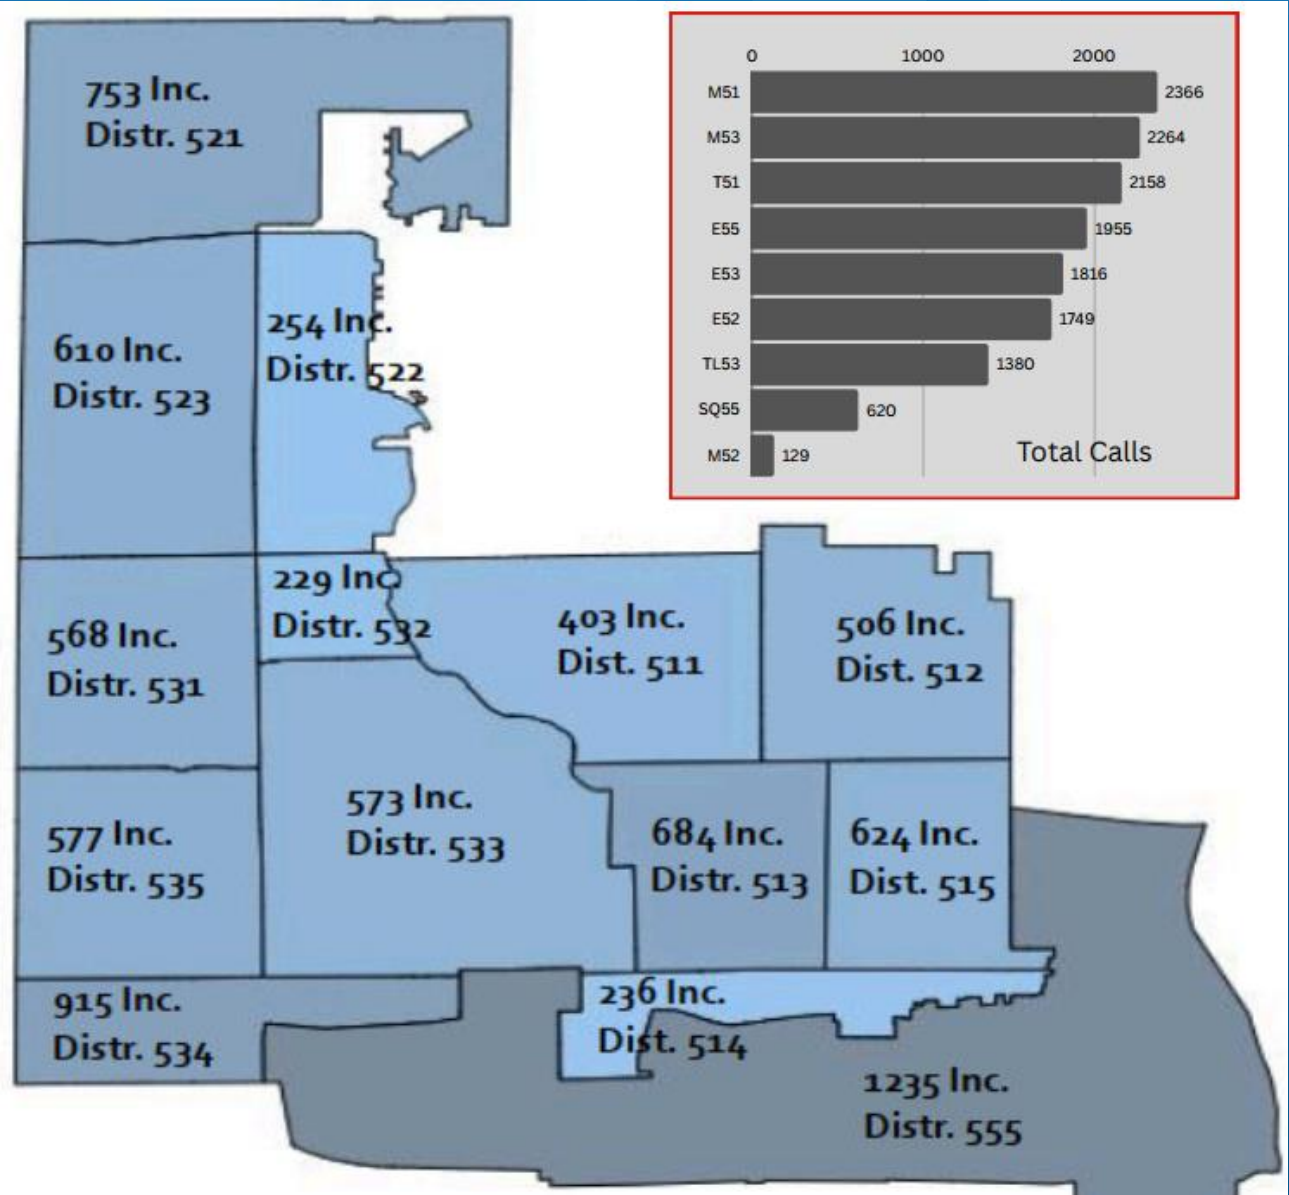 753 Inc.
Distr. 521
0 1000 2000
M51 2366
M53 2264
T51 2158
E55 1955
E53 1816
E52 1749
TL53 1380
SQ55 620
M52 129
Total Calls
610 Inc.
Distr. 523
254 Inc.
Distr. 522
229 Inc.
Distr. 532
568 Inc.
Distr. 531
403 Inc.
Dist. 511
506 Inc.
Dist. 512
577 Inc.
Distr. 535
573 Inc.
Distr. 533
684 Inc.
Distr. 513
624 Inc.
Dist. 515
915 Inc.
Distr. 534
236 Inc.
Dist. 514
1235 Inc.
Distr. 555